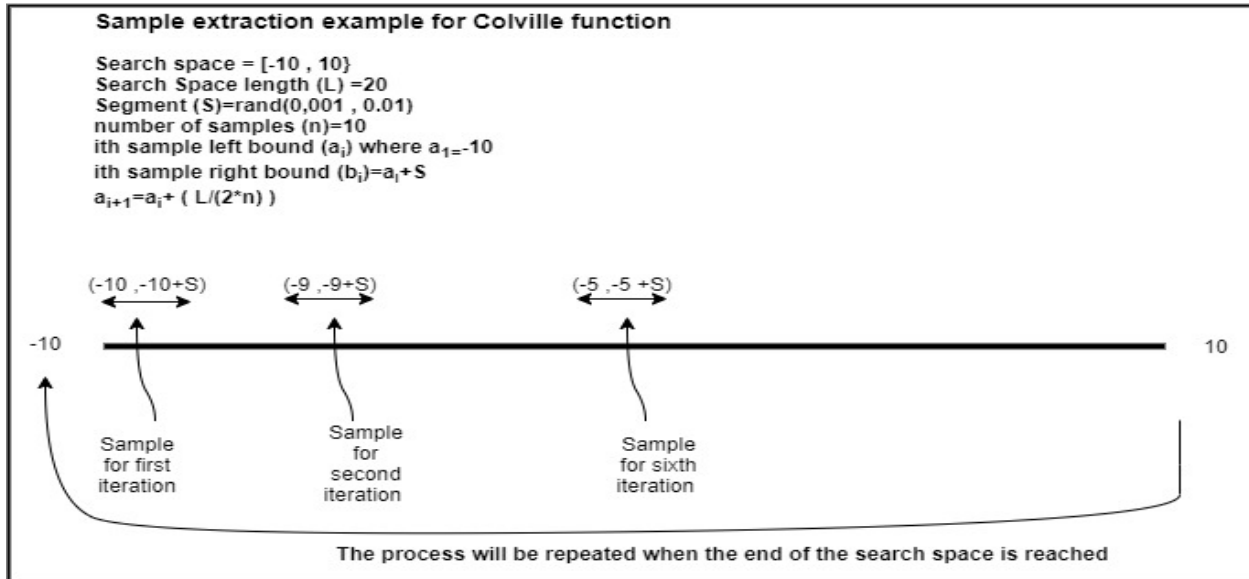 Sample extraction example for Colville function
Search space = [-10 , 10}
Search Space length (L) =20
Segment (S)=rand(0,001 , 0.01)
number of samples (n)=10
ith sample left bound (aᵢ) where a₁₌-10
ith sample right bound (bᵢ)=aᵢ+S
aᵢ₊₁=aᵢ+ ( L/(2*n) )
(-10 ,-10+S)
(-9 ,-9+S)
(-5 ,-5 +S)
-10
10
Sample
for first
iteration
Sample
for
second
iteration
Sample
for sixth
iteration
The process will be repeated when the end of the search space is reached